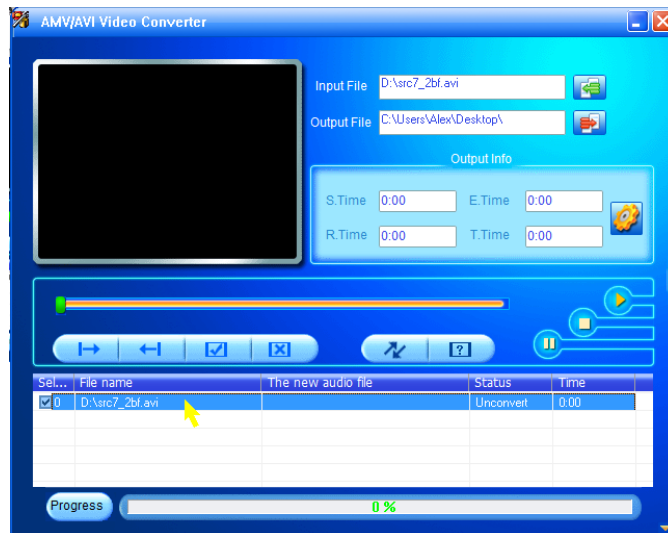 AMV/AVI Video Converter
Input File D:\src7_2bf.avi
Output File C:\Users\Alex\Desktop\
Output Info
S.Time 0:00 E.Time 0:00
R.Time 0:00 T.Time 0:00
Sel... File name The new audio file Status Time
0 D:\src7_2bf.avi Unconvert 0:00
Progress 0 %